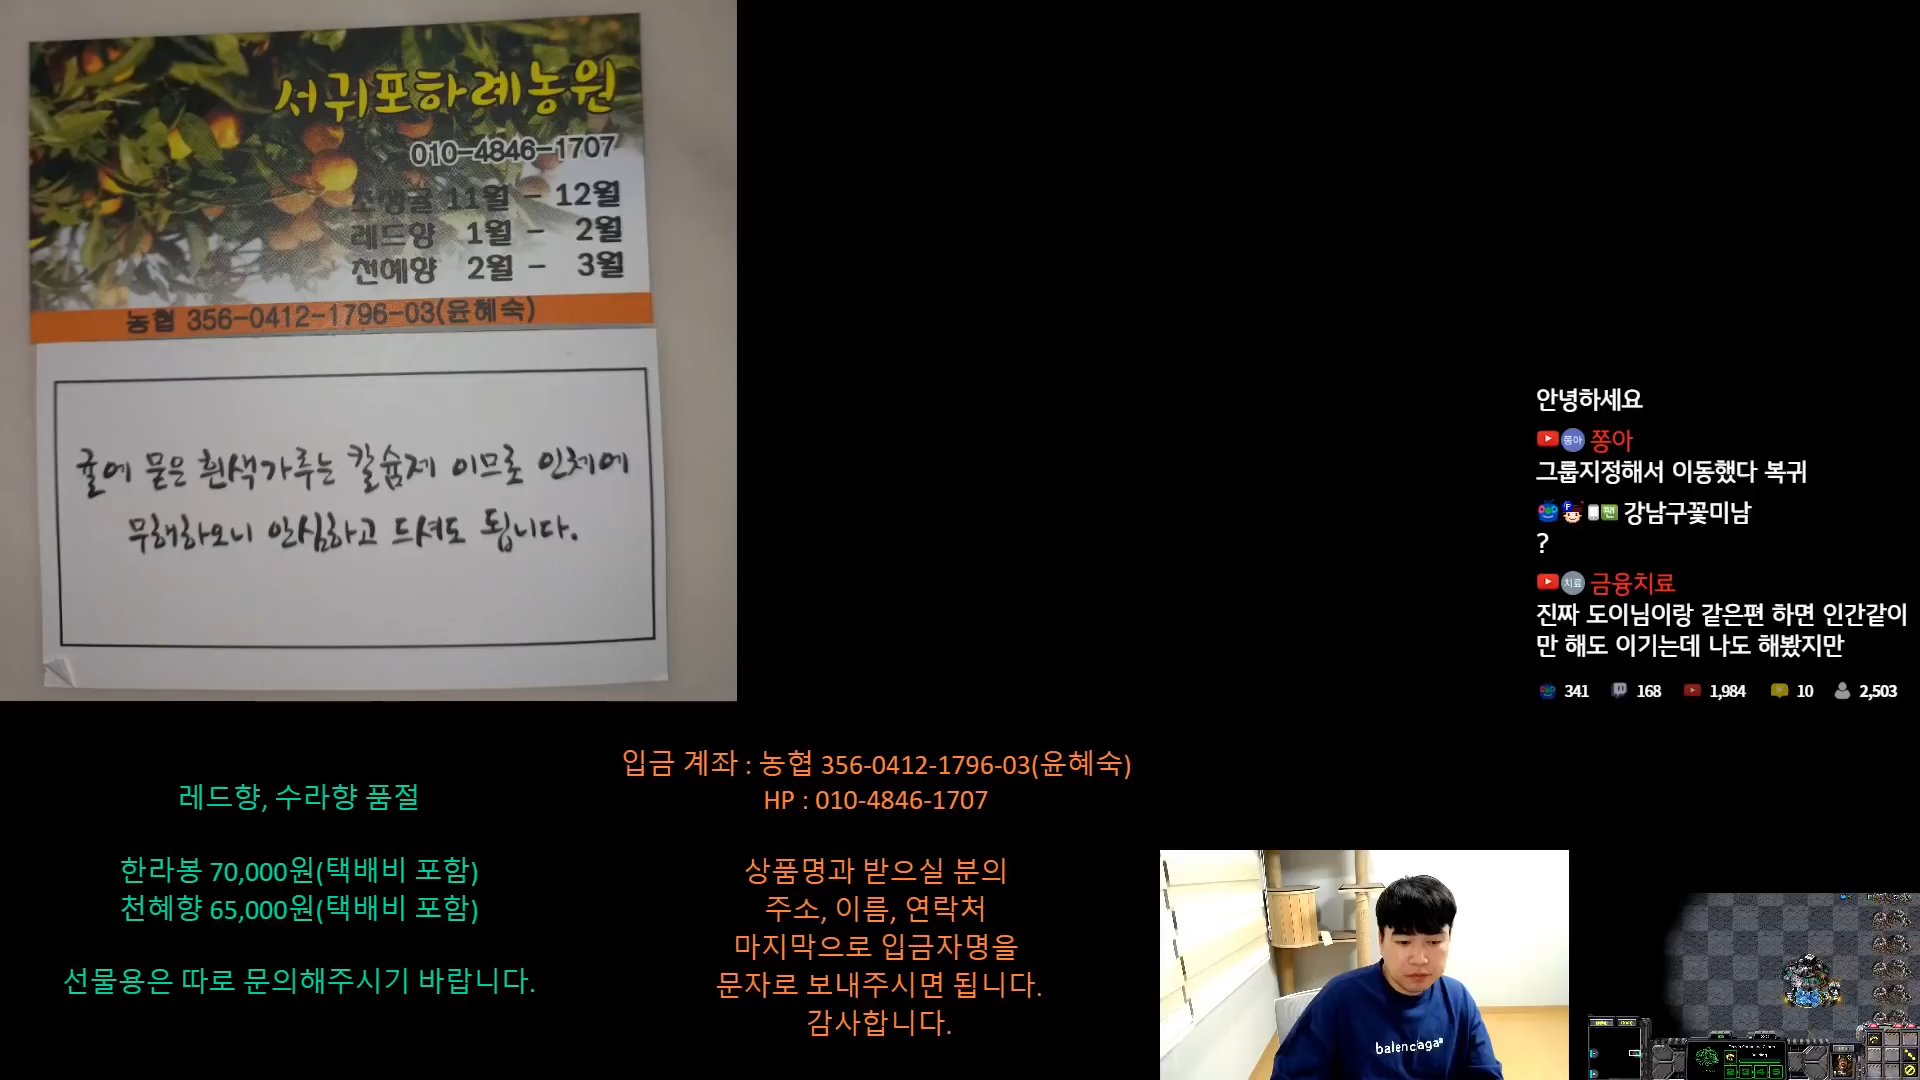 서귀포하례농원
010-4846-1707
조생귤 11월 - 12월
레드향 1월 - 2월
천혜향 2월 - 3월
농협 356-0412-1796-03(윤혜숙)
귤에 묻은 흰색가루는 칼슘제 이므로 인체에
무해하오니 안심하고 드셔도 됩니다.
레드향, 수라향 품절
한라봉 70,000원(택배비 포함)
천혜향 65,000원(택배비 포함)
선물용은 따로 문의해주시기 바랍니다.
입금 계좌 : 농협 356-0412-1796-03(윤혜숙)
HP : 010-4846-1707
상품명과 받으실 분의
주소, 이름, 연락처
마지막으로 입금자명을
문자로 보내주시면 됩니다.
감사합니다.
안녕하세요
쫑아 쫑아
그룹지정해서 이동했다 복귀
팬 강남구꽃미남
?
치료 금융치료
진짜 도이님이랑 같은편 하면 인간같이
만 해도 이기는데 나도 해봤지만
341 168 1,984 10 2,503
balenciaga